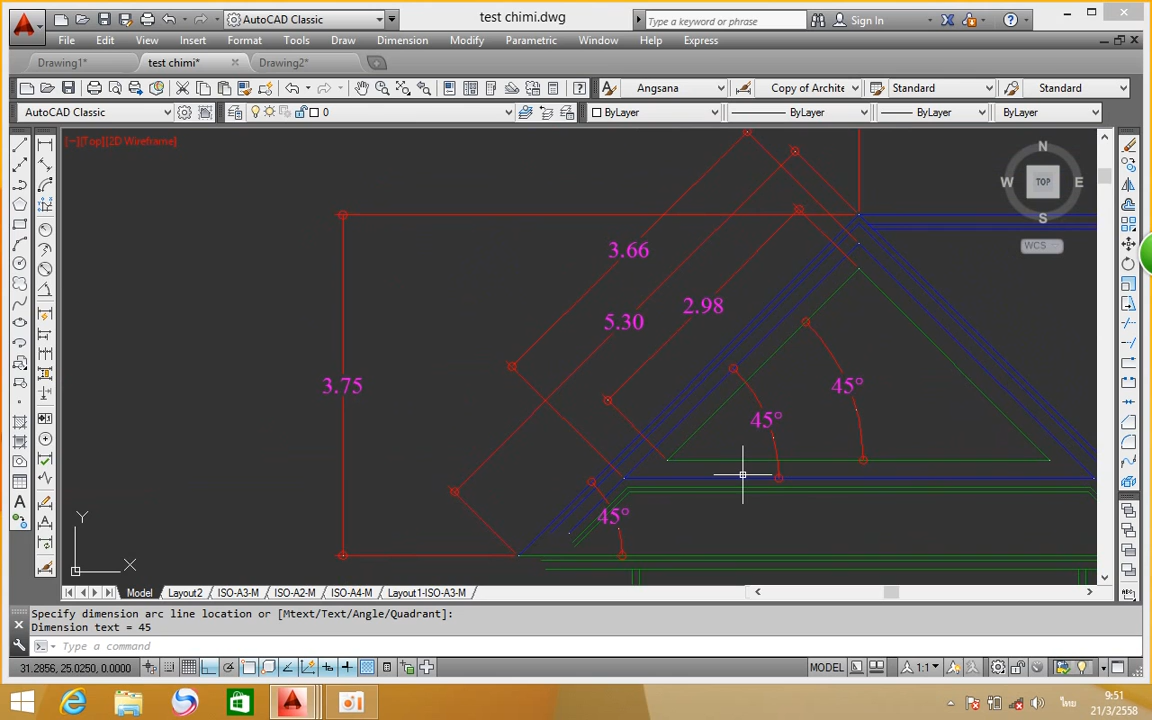 AutoCAD Classic
test chimi.dwg
Type a keyword or phrase
Sign In
File Edit View Insert Format Tools Draw Dimension Modify Parametric Window Help Express
Drawing1* test chimi* Drawing2*
Angsana Copy of Archite Standard Standard
AutoCAD Classic 0 ByLayer ByLayer ByLayer ByLayer
[−][Top][2D Wireframe]
N
W TOP E
S
WCS
3.66
2.98
5.30
3.75
45°
45°
45°
Y
X
Model Layout2 ISO-A3-M ISO-A2-M ISO-A4-M Layout1-ISO-A3-M
Specify dimension arc line location or [Mtext/Text/Angle/Quadrant]:
Dimension text = 45
Type a command
31.2856, 25.0250, 0.0000
MODEL
1:1
ไทย
9:51
21/3/2558